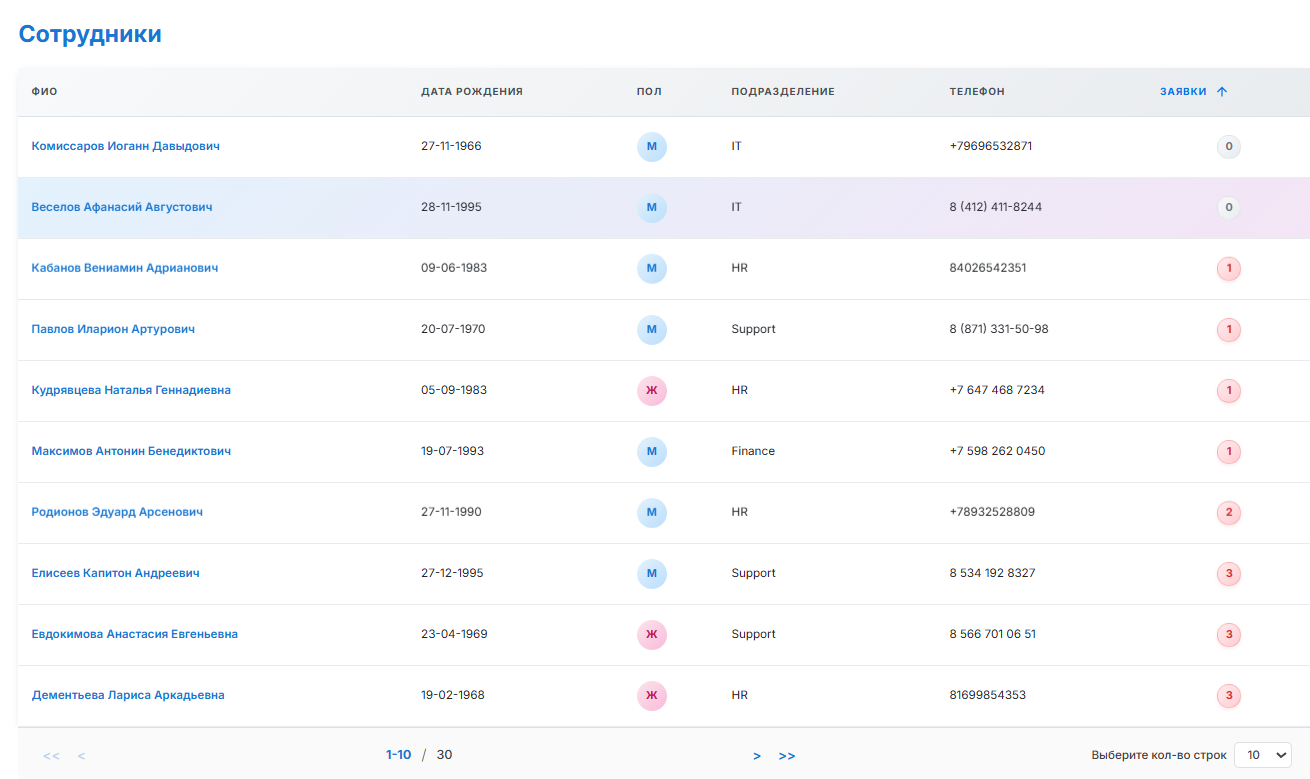 Сотрудники
ФИО ДАТА РОЖДЕНИЯ ПОЛ ПОДРАЗДЕЛЕНИЕ ТЕЛЕФОН ЗАЯВКИ ↑
Комиссаров Иоганн Давыдович 27-11-1966 М IT +79696532871 0
Веселов Афанасий Августович 28-11-1995 М IT 8 (412) 411-8244 0
Кабанов Вениамин Адрианович 09-06-1983 М HR 84026542351 1
Павлов Иларион Артурович 20-07-1970 М Support 8 (871) 331-50-98 1
Кудрявцева Наталья Геннадиевна 05-09-1983 Ж HR +7 647 468 7234 1
Максимов Антонин Бенедиктович 19-07-1993 М Finance +7 598 262 0450 1
Родионов Эдуард Арсенович 27-11-1990 М HR +78932528809 2
Елисеев Капитон Андреевич 27-12-1995 М Support 8 534 192 8327 3
Евдокимова Анастасия Евгеньевна 23-04-1969 Ж Support 8 566 701 06 51 3
Дементьева Лариса Аркадьевна 19-02-1968 Ж HR 81699854353 3
<< < 1-10 / 30 > >> Выберите кол-во строк 10